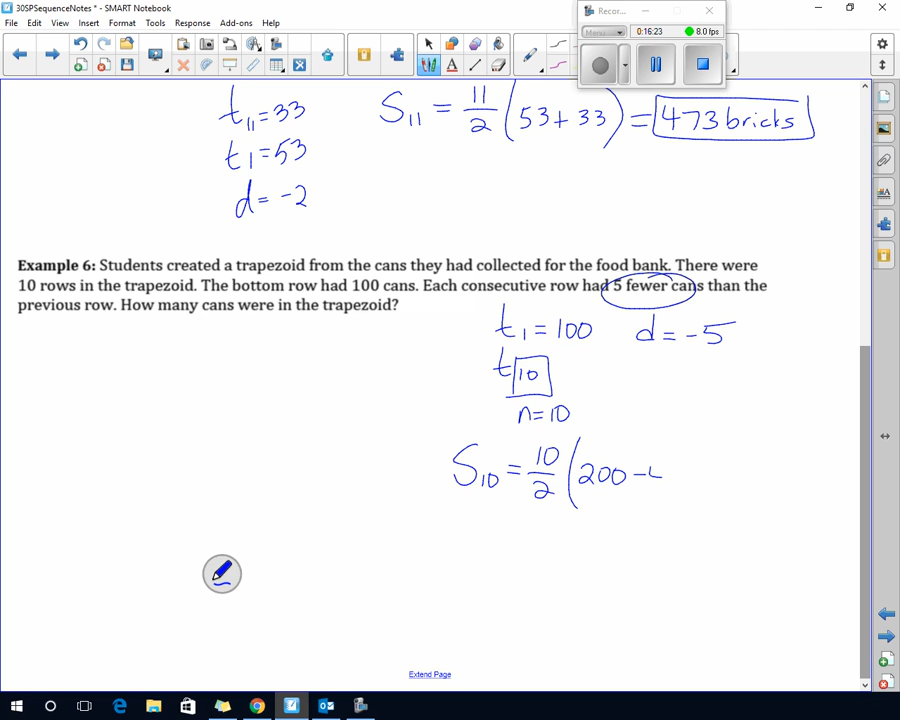 30SPSequenceNotes * - SMART Notebook
Recor...
File Edit View Insert Format Tools Response Add-ons Help
Menu
0:16:23
8.0 fps
t₁₁=33
S₁₁ = 11/2 (53+33) = 473bricks
t₁=53
d= -2
Example 6: Students created a trapezoid from the cans they had collected for the food bank. There were
10 rows in the trapezoid. The bottom row had 100 cans. Each consecutive row had 5 fewer cans than the
previous row. How many cans were in the trapezoid?
t₁ =100 d= -5
t₁₀
n=10
S₁₀ = 10/2 (200-
Extend Page